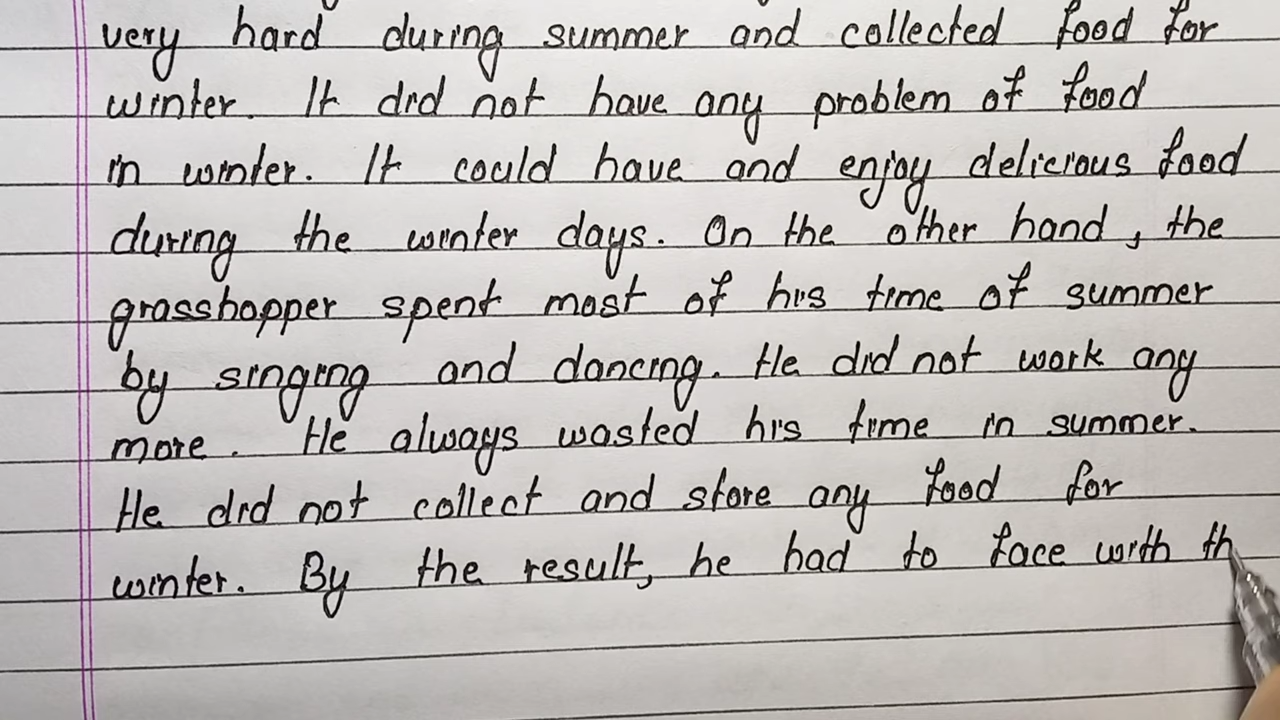 very hard during summer and collected food for
winter. It did not have any problem of food
in winter. It could have and enjoy delicious food
during the winter days. On the other hand, the
grasshopper spent most of his time of summer
by singing and dancing. He did not work any
more. He always wasted his time in summer.
He did not collect and store any food for
winter. By the result, he had to face with th